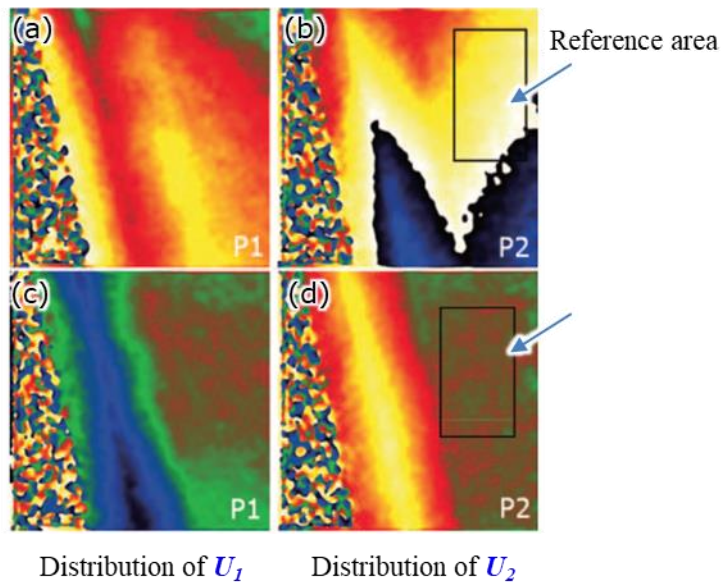 (a)
(b)
Reference area
P1
P2
(c)
(d)
P1
P2
Distribution of U1
Distribution of U2